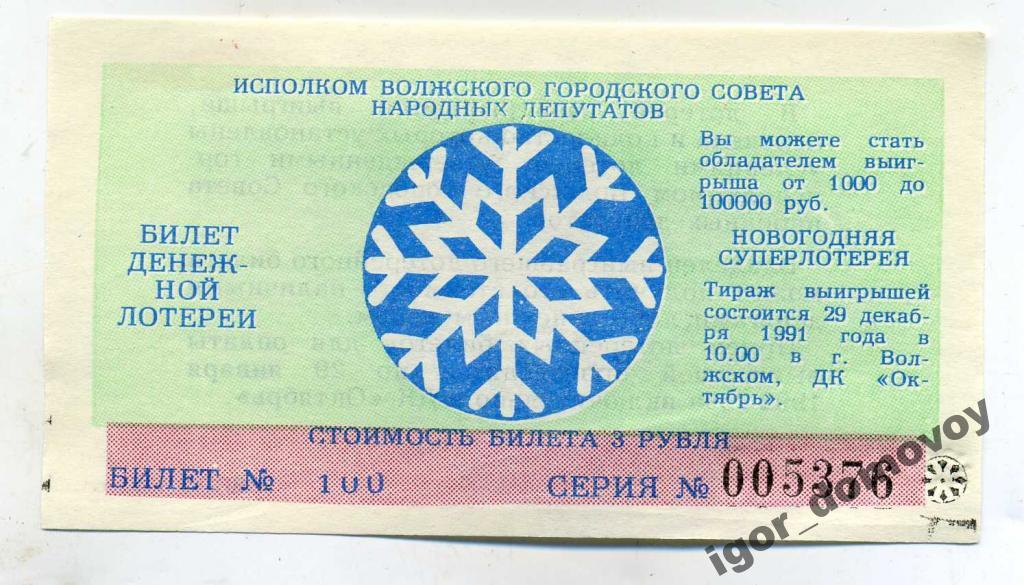 ИСПОЛКОМ ВОЛЖСКОГО ГОРОДСКОГО СОВЕТА
НАРОДНЫХ ДЕПУТАТОВ
БИЛЕТ
ДЕНЕЖ-
НОЙ
ЛОТЕРЕИ
Вы можете стать
обладателем выиг-
рыша от 1000 до
100000 руб.
НОВОГОДНЯЯ
СУПЕРЛОТЕРЕЯ
Тираж выигрышей
состоится 29 декаб-
ря 1991 года в
10.00 в г. Вол-
жском, ДК «Ок-
тябрь».
СТОИМОСТЬ БИЛЕТА 3 РУБЛЯ
БИЛЕТ № 100 СЕРИЯ № 005376
igor_domovoy